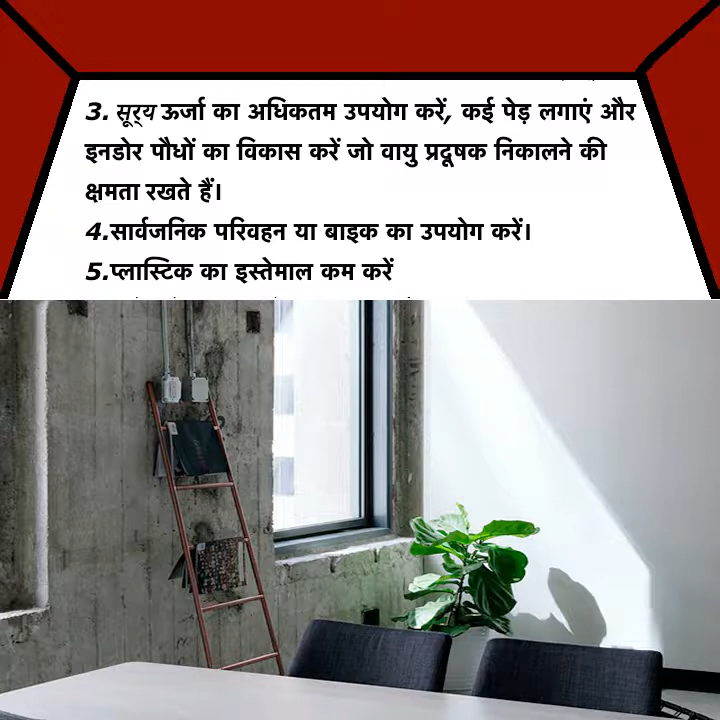 3. सूर्य ऊर्जा का अधिकतम उपयोग करें, कई पेड़ लगाएं और
इनडोर पौधों का विकास करें जो वायु प्रदूषक निकालने की
क्षमता रखते हैं।
4.सार्वजनिक परिवहन या बाइक का उपयोग करें।
5.प्लास्टिक का इस्तेमाल कम करें